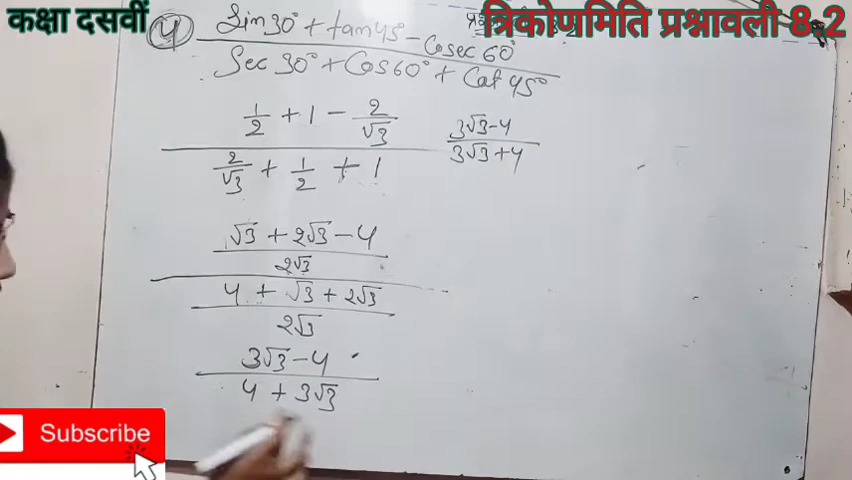 कक्षा दसवीं
त्रिकोणमिति प्रश्नावली 8.2
(4) Sin30° + tan45° - Cosec 60°
Sec 30° + Cos60° + Cot 45°
1/2 + 1 - 2/√3
2/√3 + 1/2 + 1
3√3-4
3√3+4
√3 + 2√3 - 4
2√3
4 + √3 + 2√3
2√3
3√3-4
4 + 3√3
Subscribe